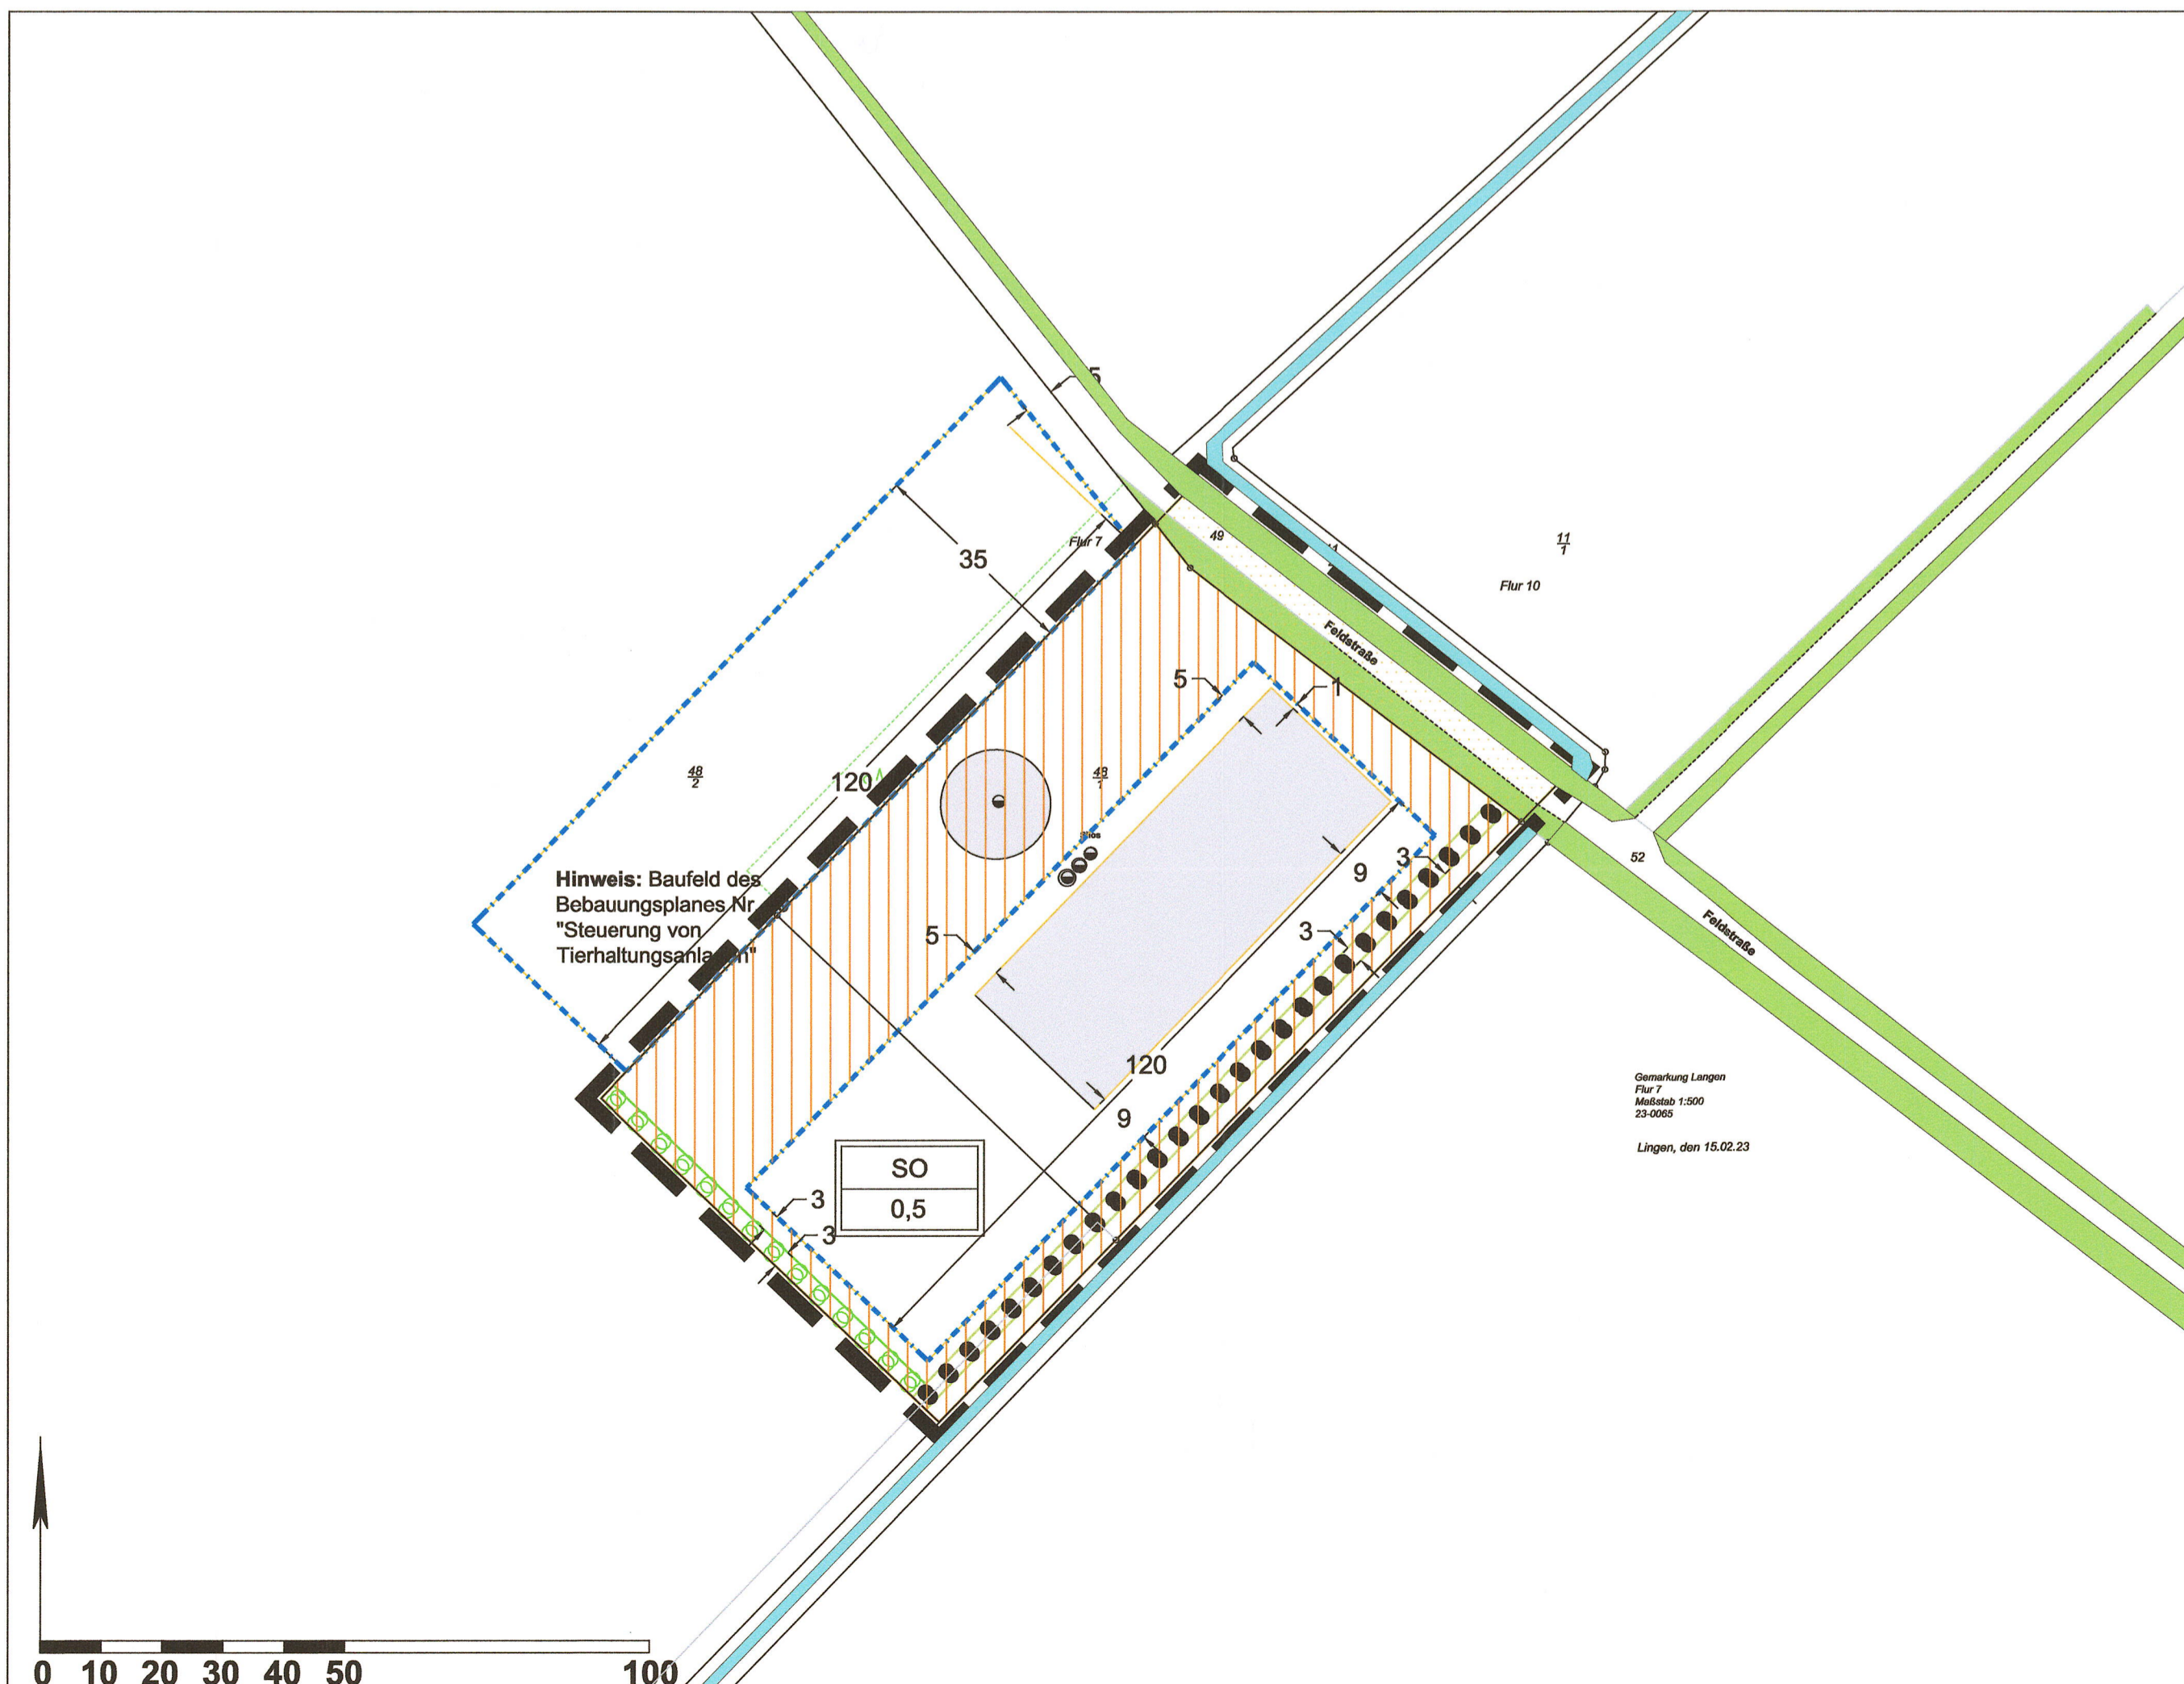 5
35
Flur 7
49
11
1
Flur 10
Feldstraße
5
1
48
2
120
48
1
Silos
3
9
52
Hinweis: Baufeld des
Bebauungsplanes Nr.
"Steuerung von
Tierhaltungsanlagen"
5
3
Feldstraße
120
9
Gemarkung Langen
Flur 7
Maßstab 1:500
23-0065
Lingen, den 15.02.23
SO
0,5
3
3
0 10 20 30 40 50 100